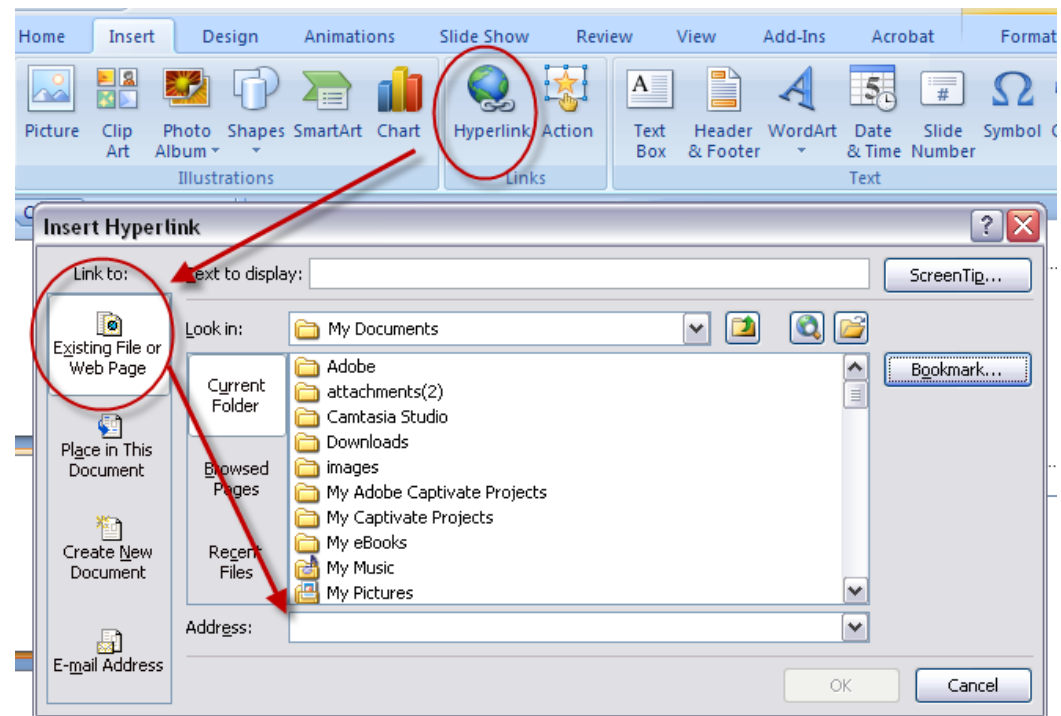 Home Insert Design Animations Slide Show Review View Add-Ins Acrobat Format
Picture Clip Art Photo Album Shapes SmartArt Chart Hyperlink Action Text Box Header & Footer WordArt Date & Time Slide Number Symbol
Illustrations Links Text
Insert Hyperlink
Link to: Text to display: ScreenTip...
Look in: My Documents
Existing File or
Web Page
Place in This
Document
Create New
Document
E-mail Address
Current
Folder
Browsed
Pages
Recent
Files
Adobe
attachments(2)
Camtasia Studio
Downloads
images
My Adobe Captivate Projects
My Captivate Projects
My eBooks
My Music
My Pictures
Bookmark...
Address:
OK Cancel